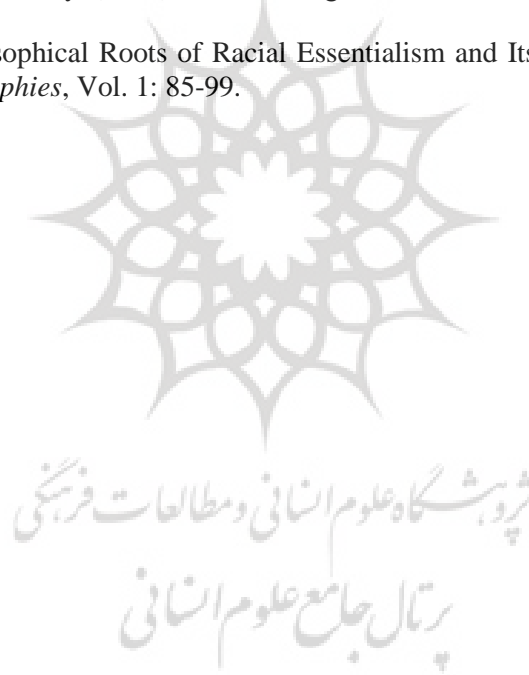 sophical Roots of Racial Essentialism and Its
phies, Vol. 1: 85-99.
پژوهشگاه علوم انسانی و مطالعات فرهنگی
پرتال جامع علوم انسانی